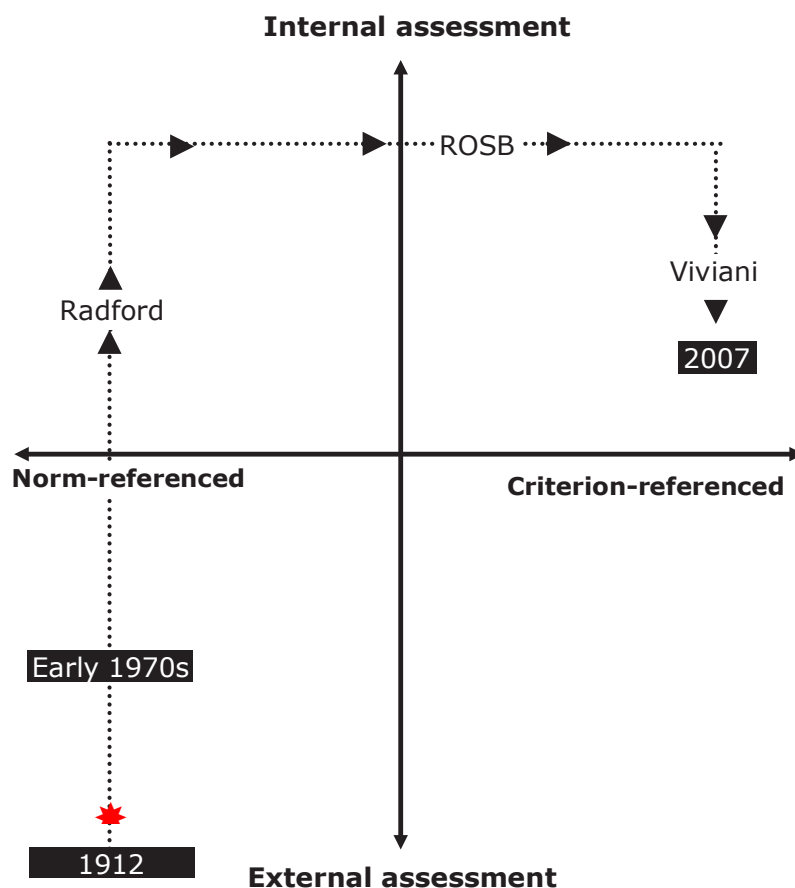 Internal assessment
ROSB
Viviani
Radford
2007
Norm-referenced
Criterion-referenced
Early 1970s
1912
External assessment